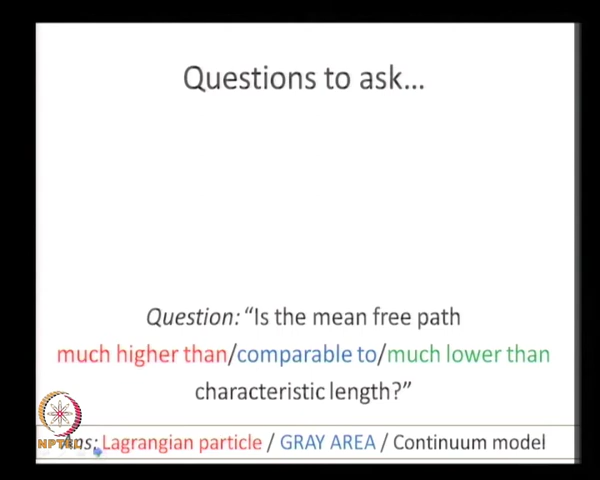 Questions to ask...
Question: “Is the mean free path
much higher than/comparable to/much lower than
characteristic length?”
Ans: Lagrangian particle / GRAY AREA / Continuum model
NPTEL